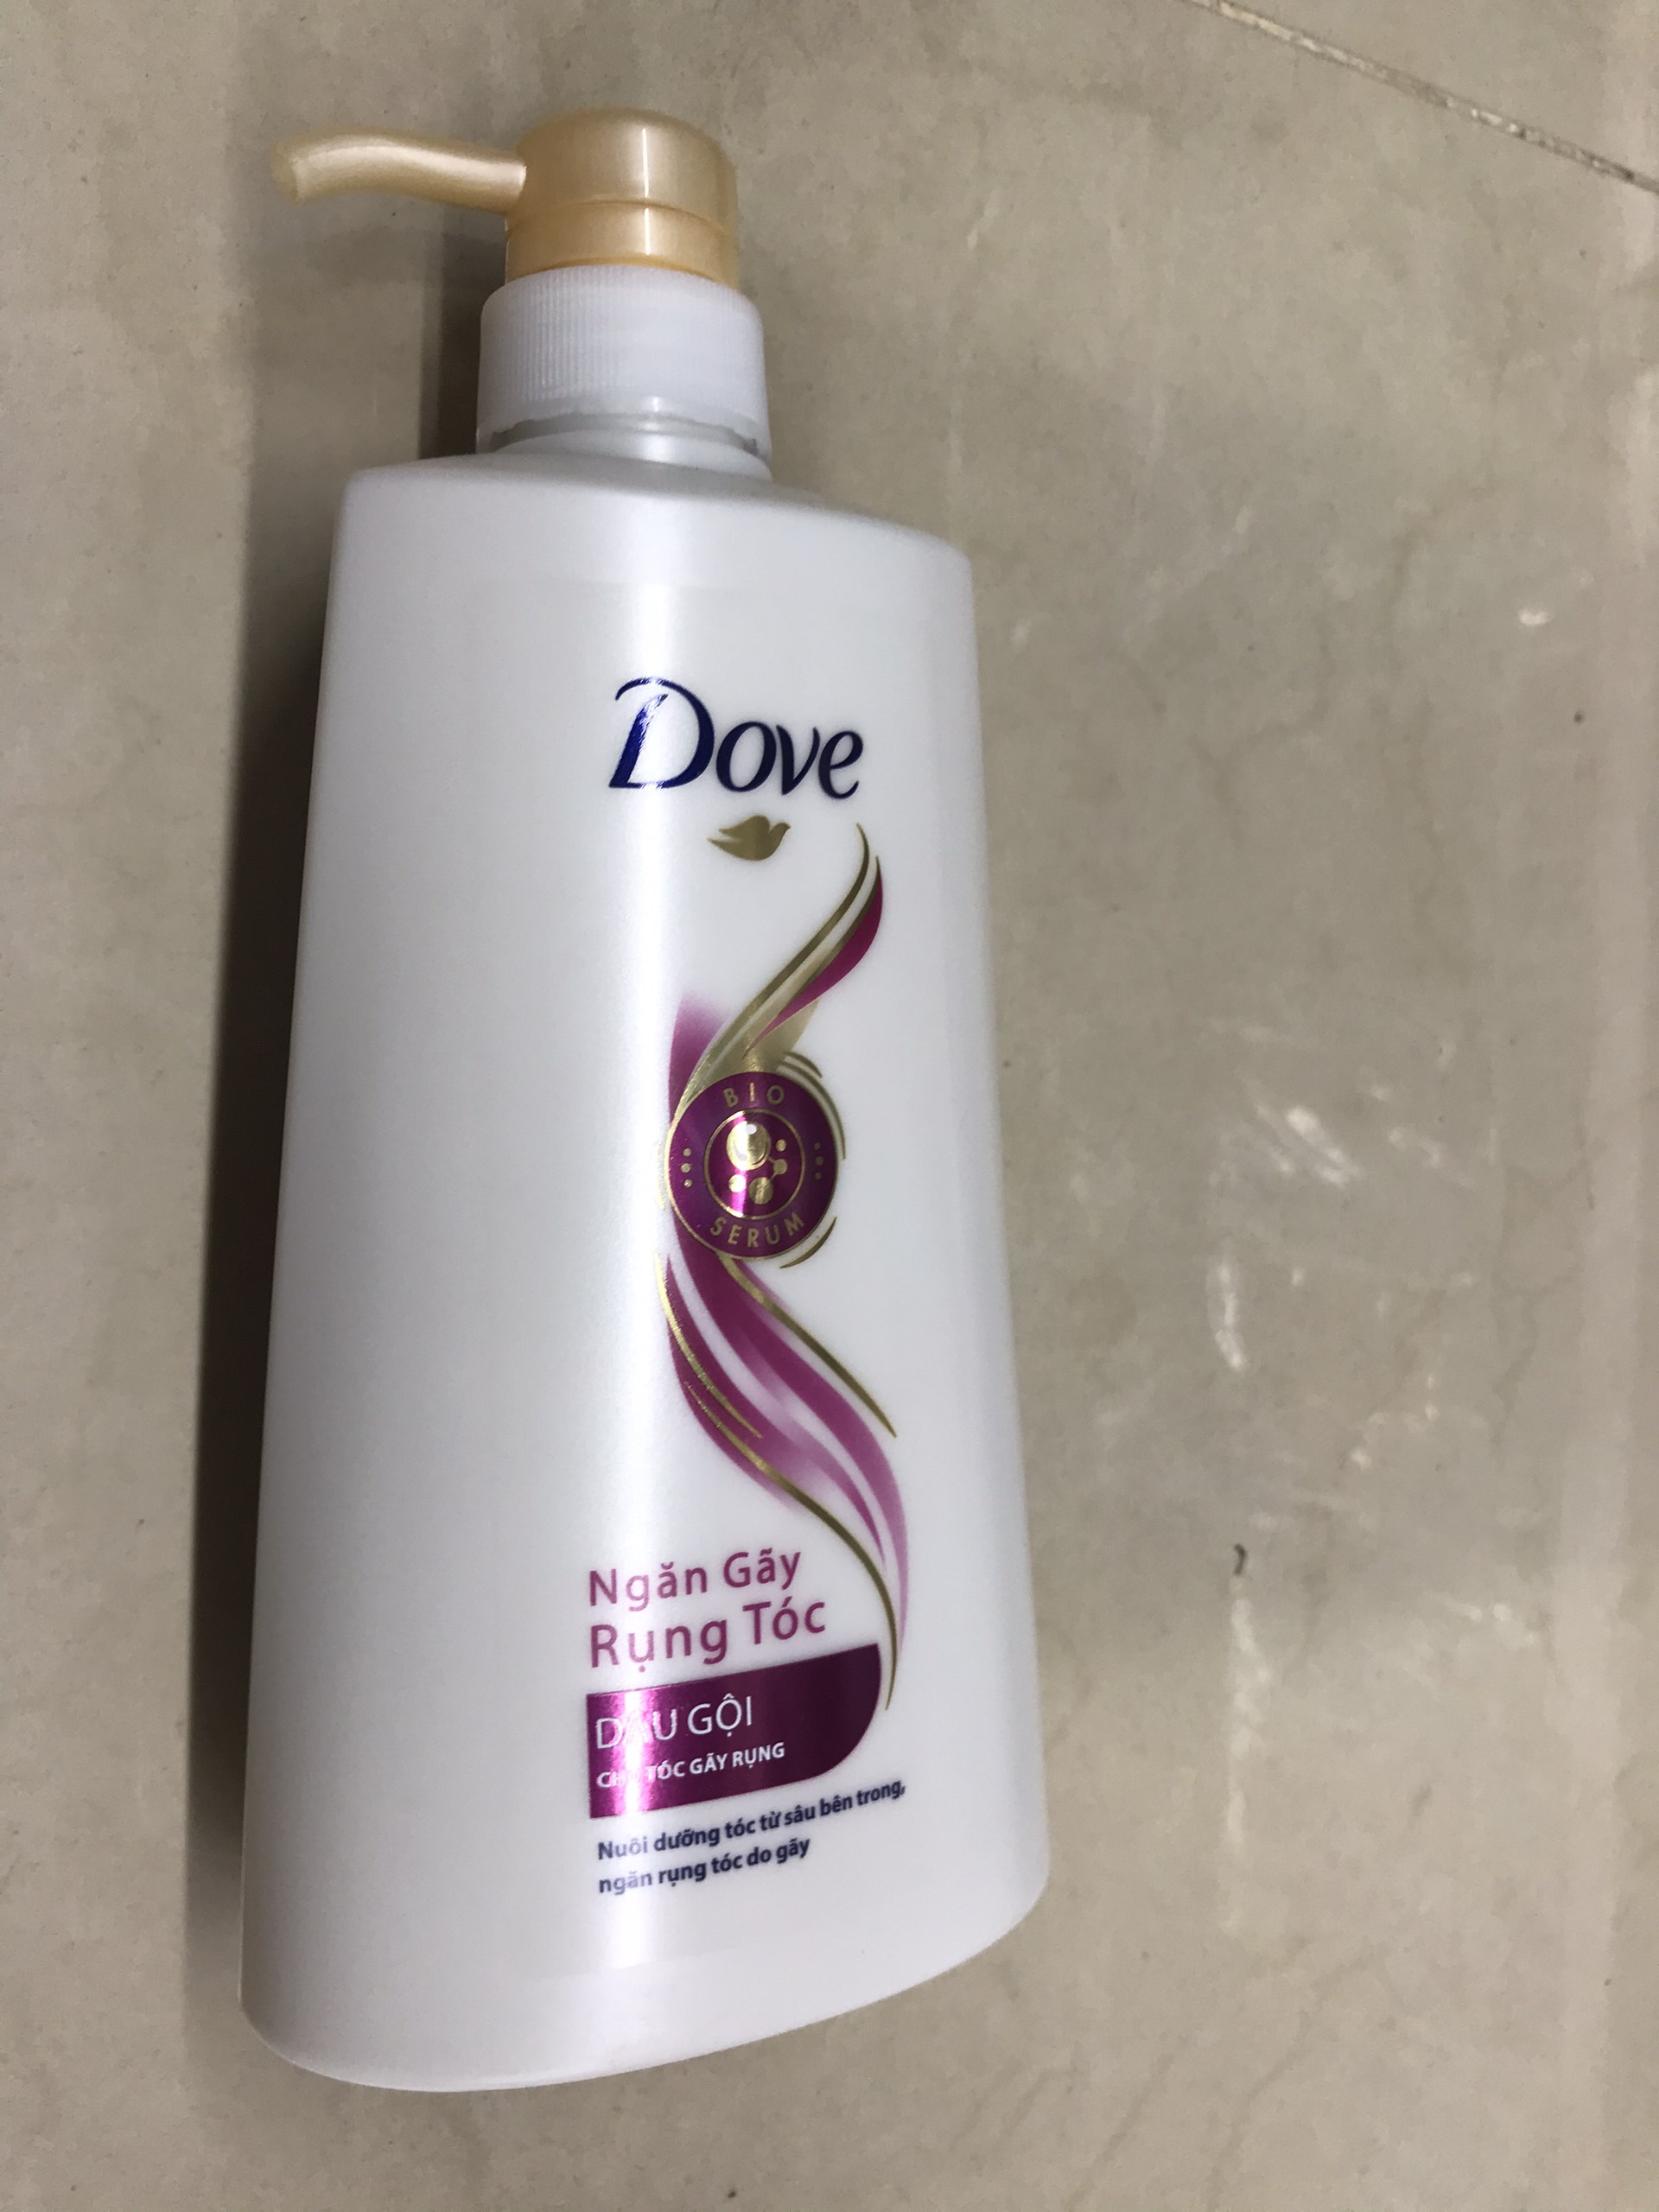 Dove
BIO
SERUM
Ngăn Gãy
Rụng Tóc
DẦU GỘI
CHO TÓC GÃY RỤNG
Nuôi dưỡng tóc từ sâu bên trong,
ngăn rụng tóc do gãy